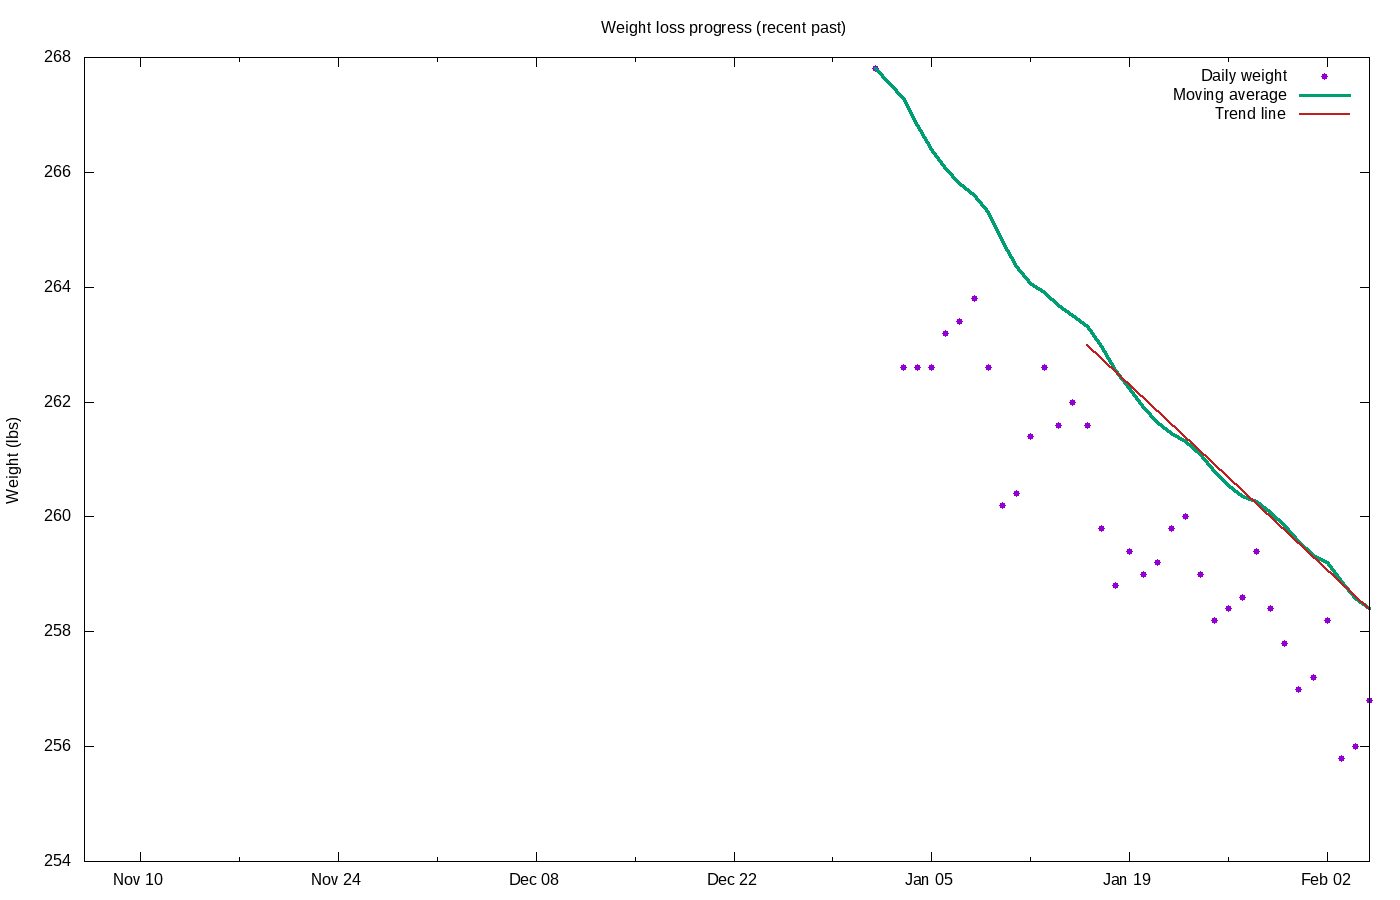 Weight loss progress (recent past)
268
266
264
262
260
258
256
254
Weight (lbs)
Daily weight
Moving average
Trend line
Nov 10
Nov 24
Dec 08
Dec 22
Jan 05
Jan 19
Feb 02